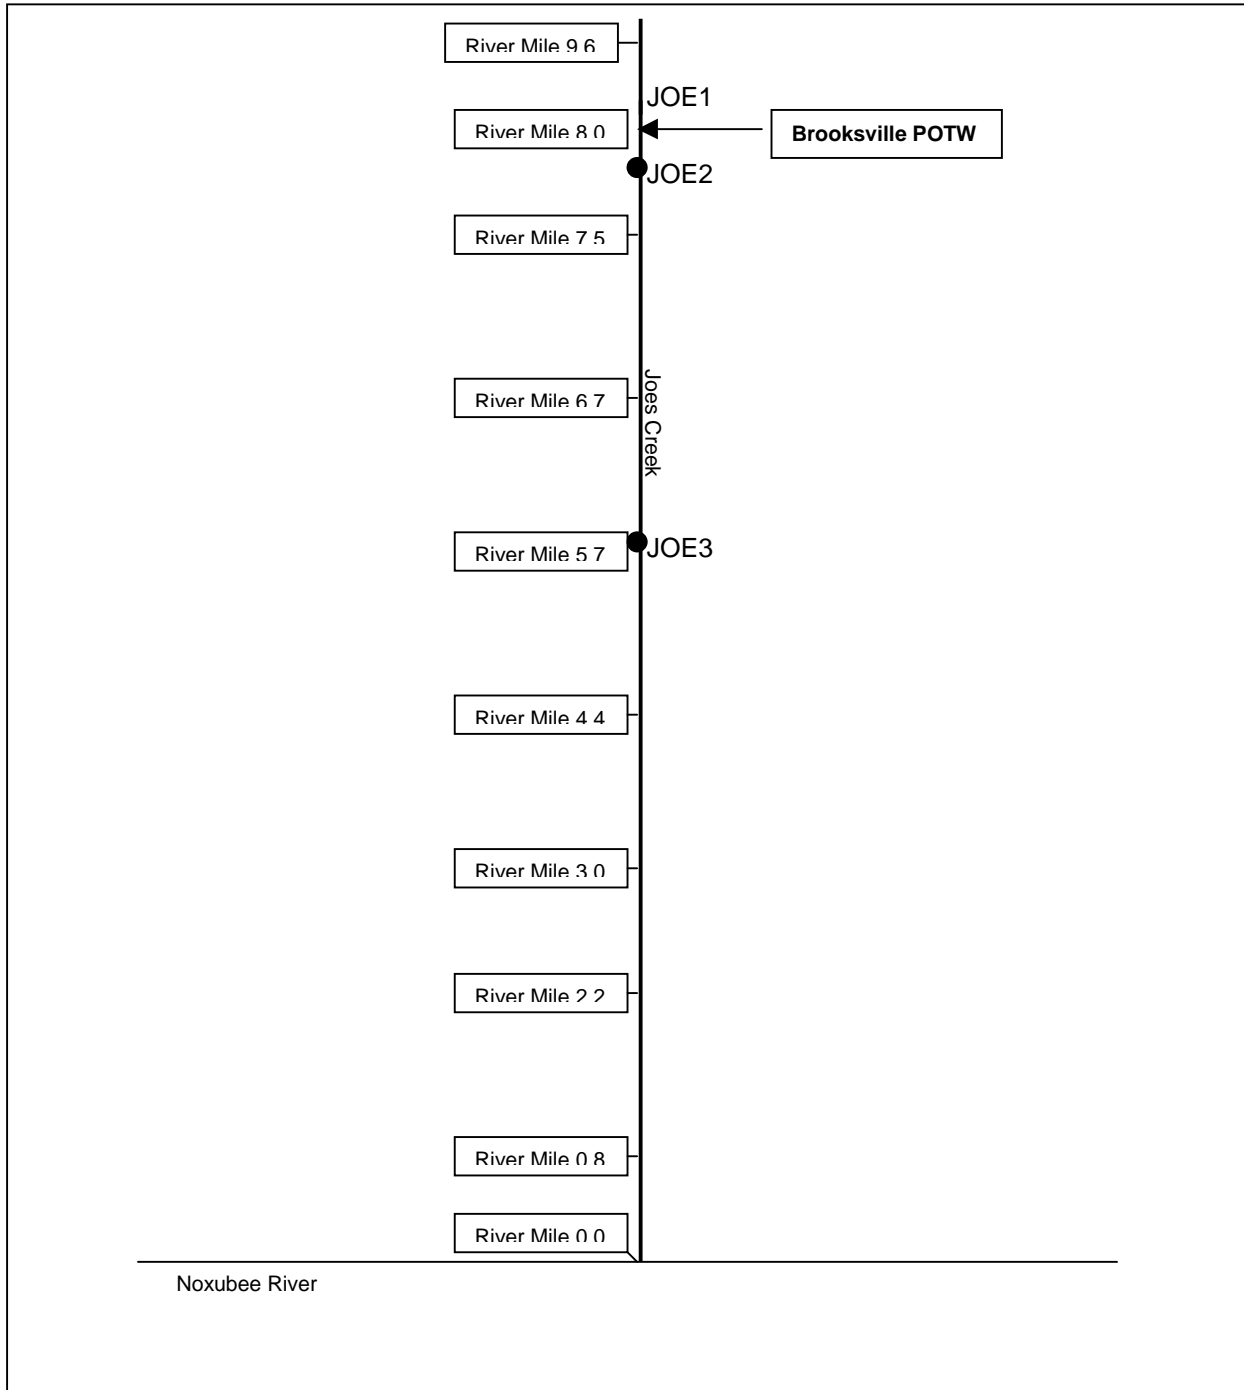 River Mile 9.6
JOE1
River Mile 8.0
Brooksville POTW
JOE2
River Mile 7.5
River Mile 6.7
Joes Creek
River Mile 5.7
JOE3
River Mile 4.4
River Mile 3.0
River Mile 2.2
River Mile 0.8
River Mile 0.0
Noxubee River